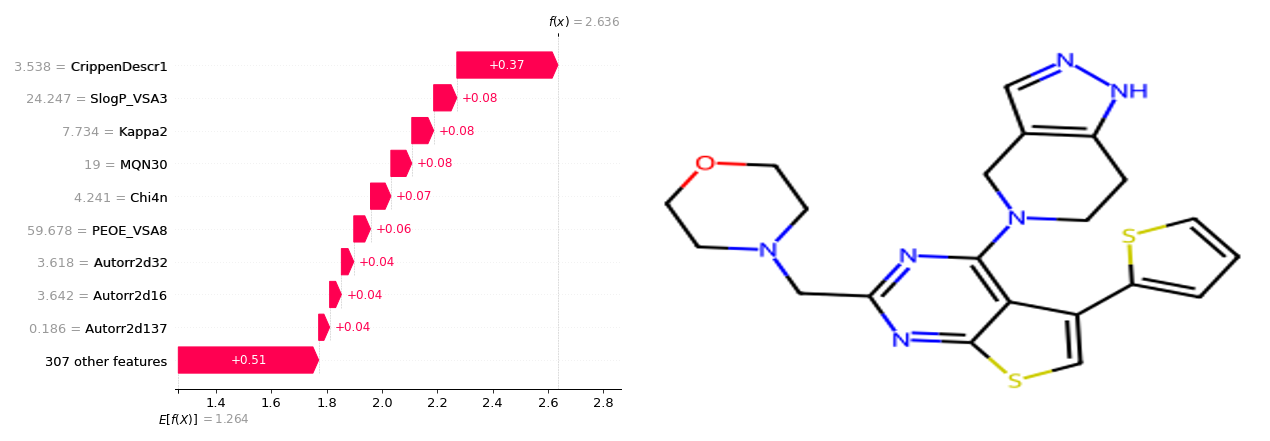 f(x) = 2.636
3.538 = CrippenDescr1
+0.37
24.247 = SlogP_VSA3
+0.08
7.734 = Kappa2
+0.08
19 = MQN30
+0.08
4.241 = Chi4n
+0.07
59.678 = PEOE_VSA8
+0.06
3.618 = Autorr2d32
+0.04
3.642 = Autorr2d16
+0.04
0.186 = Autorr2d137
+0.04
307 other features
+0.51
1.4 1.6 1.8 2.0 2.2 2.4 2.6 2.8
E[f(X)] = 1.264
N
NH
O
N
N
S
N
N
S